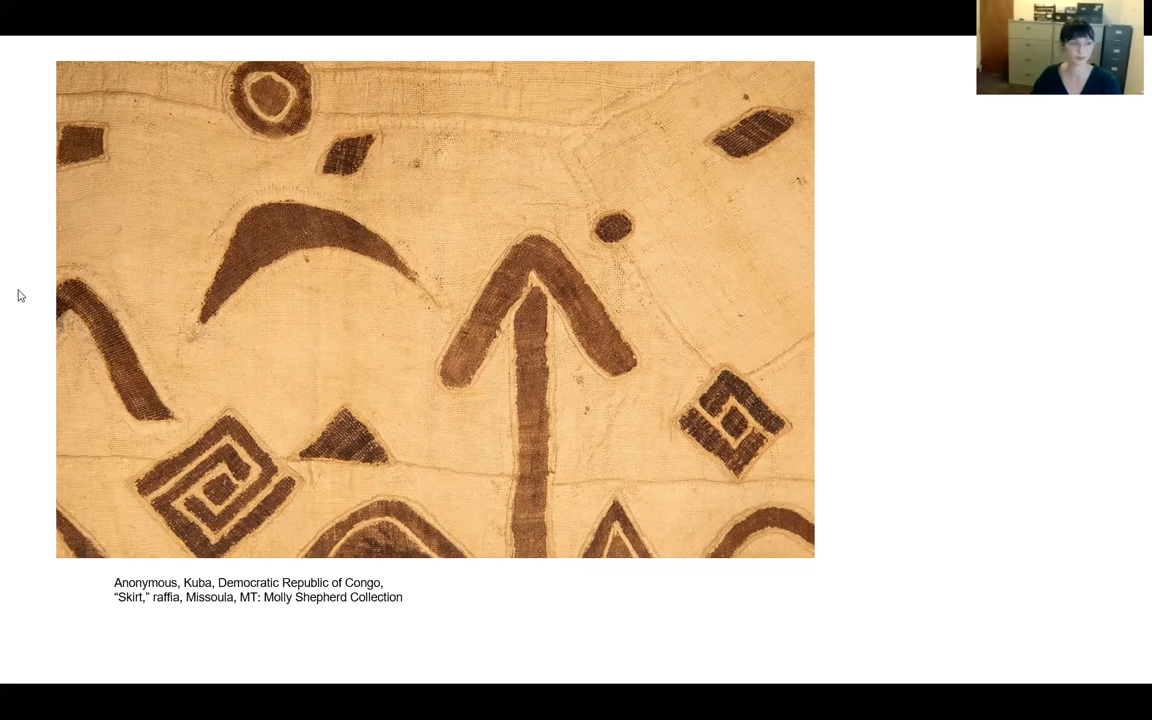 Anonymous, Kuba, Democratic Republic of Congo,
“Skirt,” raffia, Missoula, MT: Molly Shepherd Collection